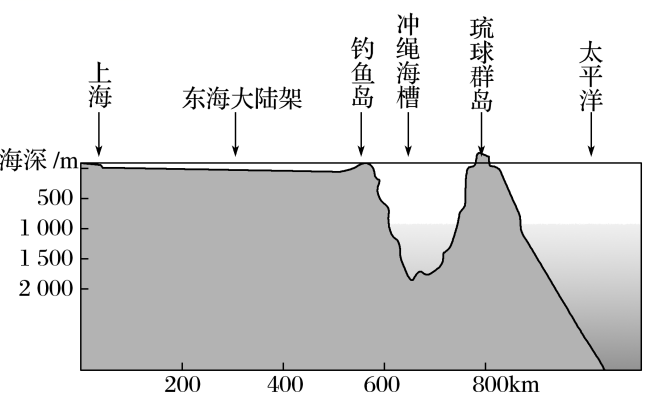 上海
东海大陆架
钓鱼岛
冲绳海槽
琉球群岛
太平洋
海深 /m
500
1 000
1 500
2 000
200
400
600
800km